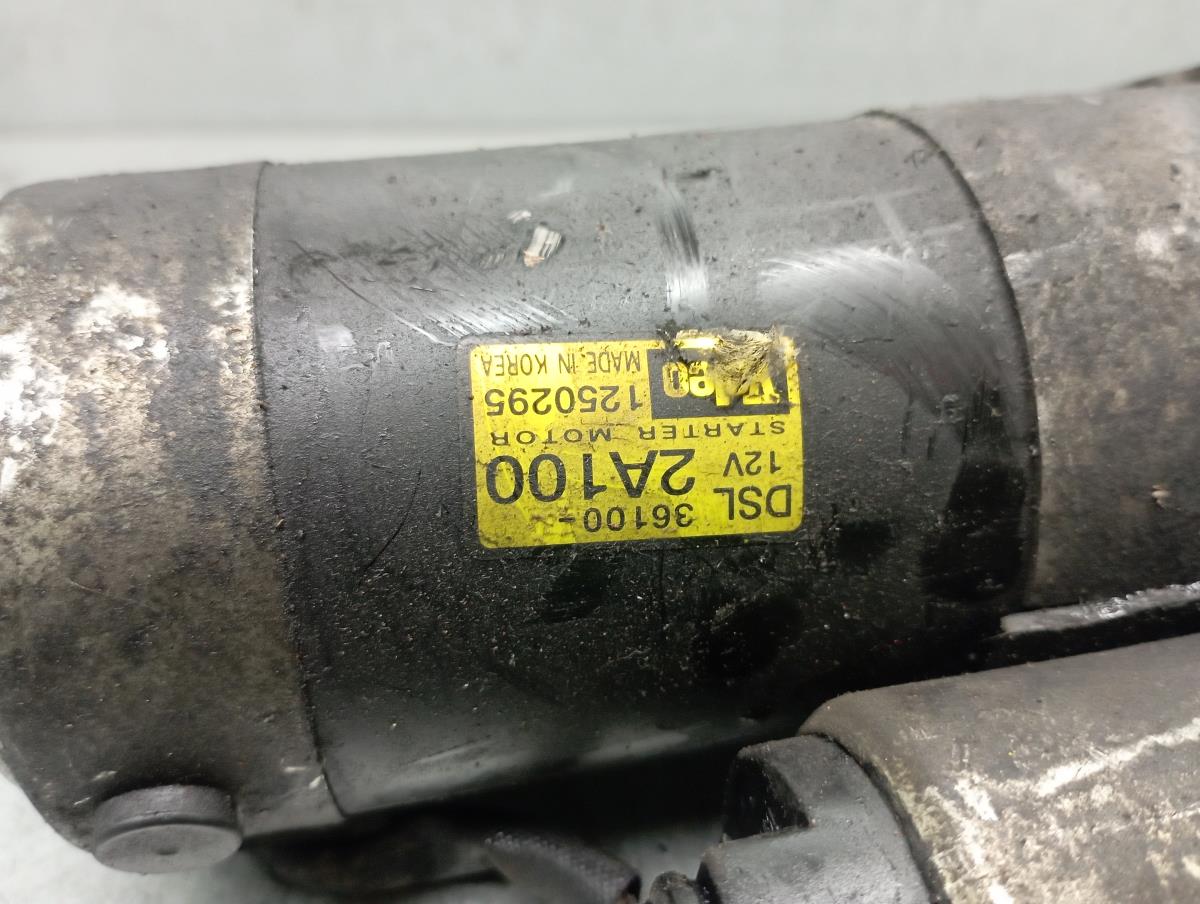 DSL 36100-
12V 2A100
STARTER MOTOR
1250295
MADE IN KOREA